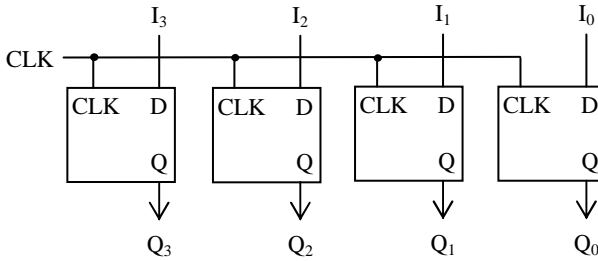 I₃ I₂ I₁ I₀
CLK
CLK D CLK D CLK D CLK D
Q Q Q Q
Q₃ Q₂ Q₁ Q₀